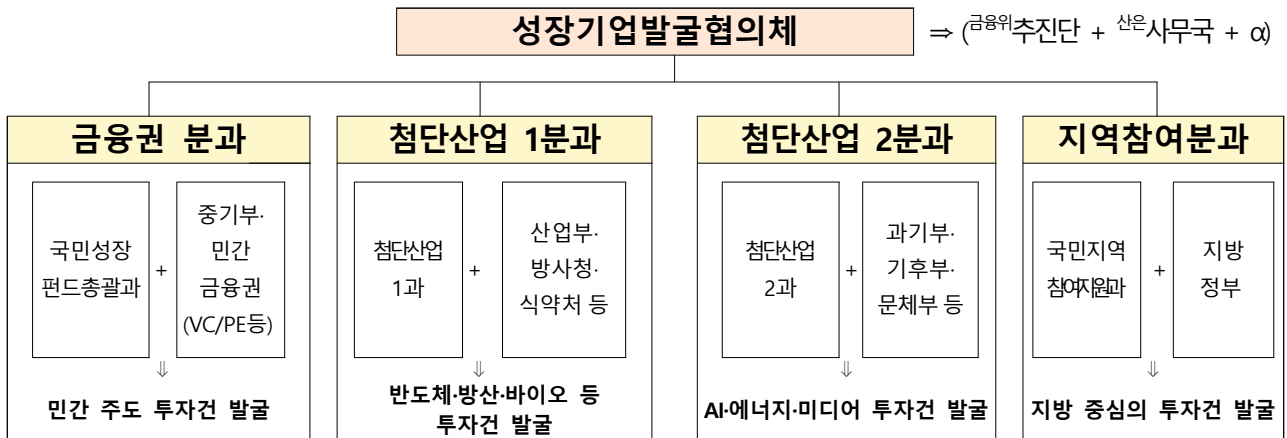 성장기업발굴협의체
⇒ (금융위추진단 + 산은사무국 + α)
금융권 분과
국민성장
펀드총괄과
+
중기부·
민간
금융권
(VC/PE등)
⇓
민간 주도 투자건 발굴
첨단산업 1분과
첨단산업
1과
+
산업부·
방사청·
식약처 등
⇓
반도체·방산·바이오 등
투자건 발굴
첨단산업 2분과
첨단산업
2과
+
과기부·
기후부·
문체부 등
⇓
AI·에너지·미디어 투자건 발굴
지역참여분과
국민지역
참여지원과
+
지방
정부
⇓
지방 중심의 투자건 발굴